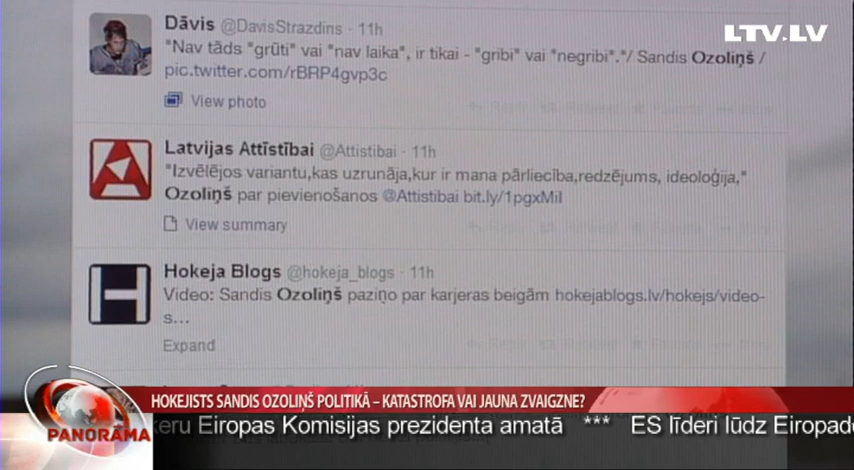 LTV.LV
Dāvis @DavisStrazdins · 11h
"Nav tāds "grūti" vai "nav laika", ir tikai - "gribi" vai "negribi"."/ Sandis Ozoliņš /
pic.twitter.com/rBRP4gvp3c
View photo
Latvijas Attīstībai @Attistibai · 11h
"Izvēlējos variantu,kas uzrunāja,kur ir mana pārliecība,redzējums, ideoloģija,"
Ozoliņš par pievienošanos @Attistibai bit.ly/1pgxMil
View summary
Hokeja Blogs @hokeja_blogs · 11h
Video: Sandis Ozoliņš paziņo par karjeras beigām hokejablogs.lv/hokejs/video-
s...
Expand
HOKEJISTS SANDIS OZOLIŅŠ POLITIKĀ – KATASTROFA VAI JAUNA ZVAIGZNE?
PANORĀMA
Eiropas Komisijas prezidenta amatā *** ES līderi lūdz